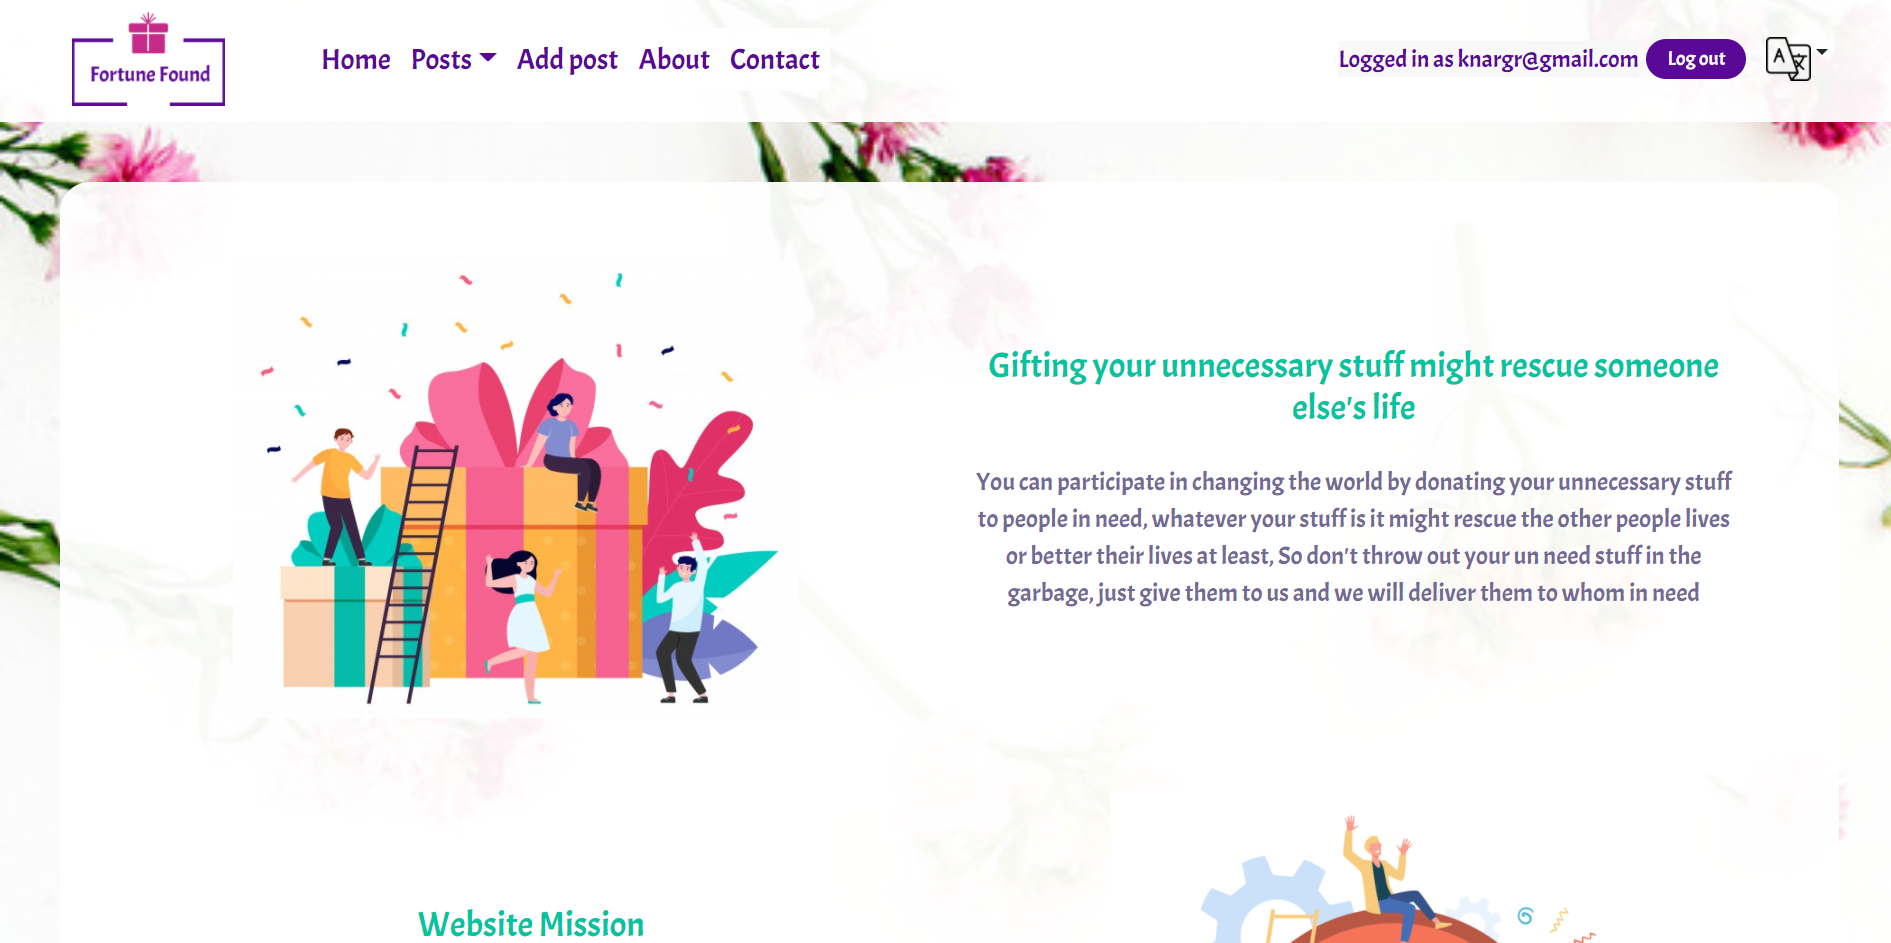 Fortune Found
Home Posts Add post About Contact
Logged in as knargr@gmail.com Log out
Gifting your unnecessary stuff might rescue someone
else's life
You can participate in changing the world by donating your unnecessary stuff
to people in need, whatever your stuff is it might rescue the other people lives
or better their lives at least, So don't throw out your un need stuff in the
garbage, just give them to us and we will deliver them to whom in need
Website Mission